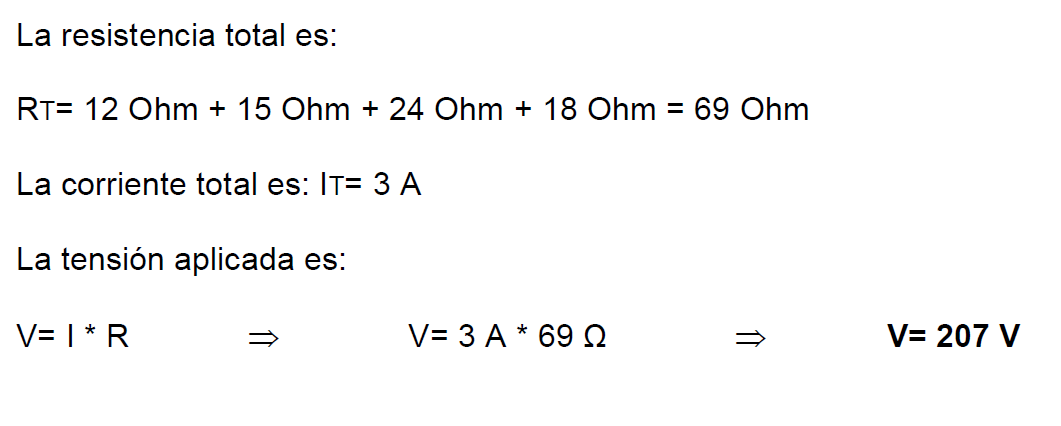 La resistencia total es:
RT= 12 Ohm + 15 Ohm + 24 Ohm + 18 Ohm = 69 Ohm
La corriente total es: IT= 3 A
La tensión aplicada es:
V= I * R ⇒ V= 3 A * 69 Ω ⇒ V= 207 V